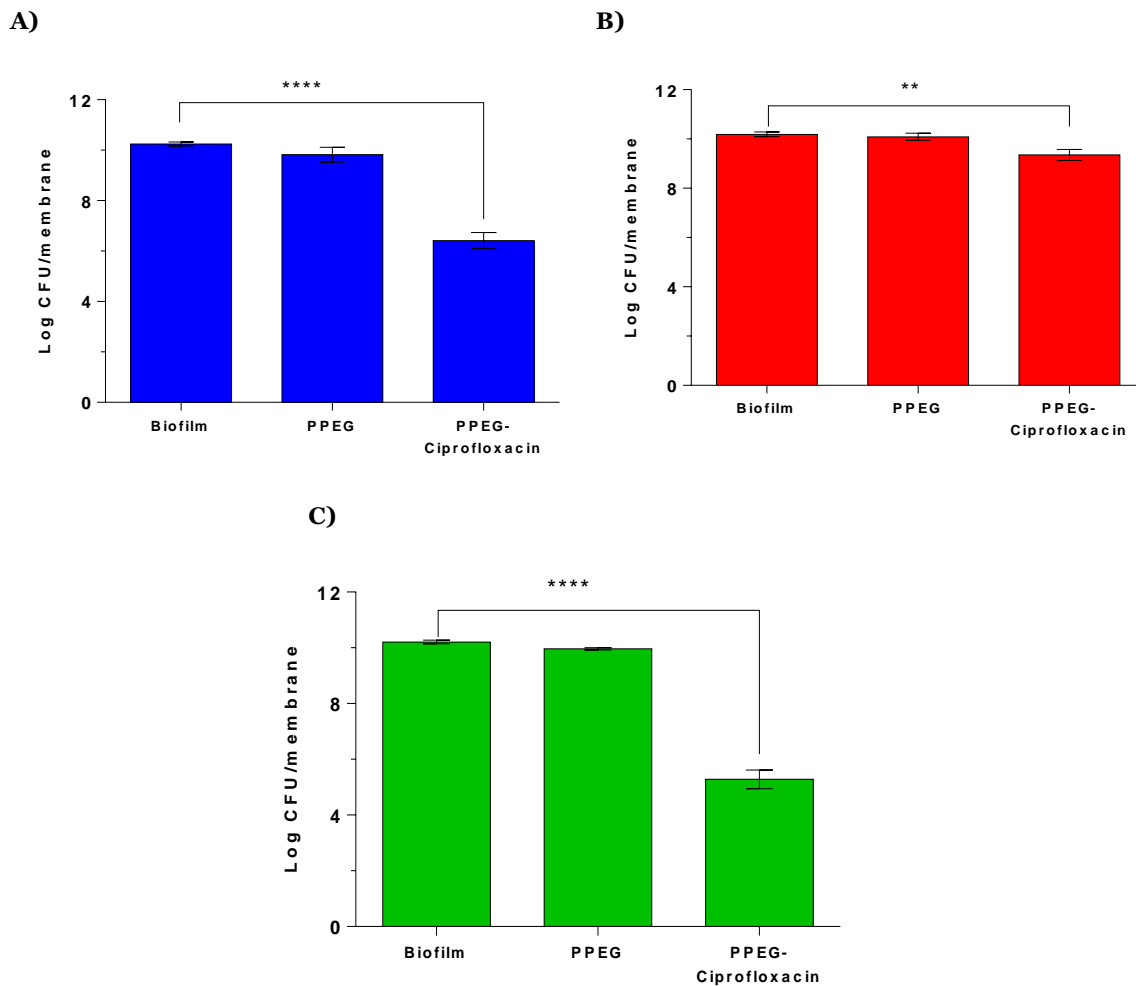 A)
****
12
8
4
0
Log CFU/membrane
Biofilm
PPEG
PPEG-
Ciprofloxacin
B)
**
12
8
4
0
Log CFU/membrane
Biofilm
PPEG
PPEG-
Ciprofloxacin
C)
****
12
8
4
0
Log CFU/membrane
Biofilm
PPEG
PPEG-
Ciprofloxacin